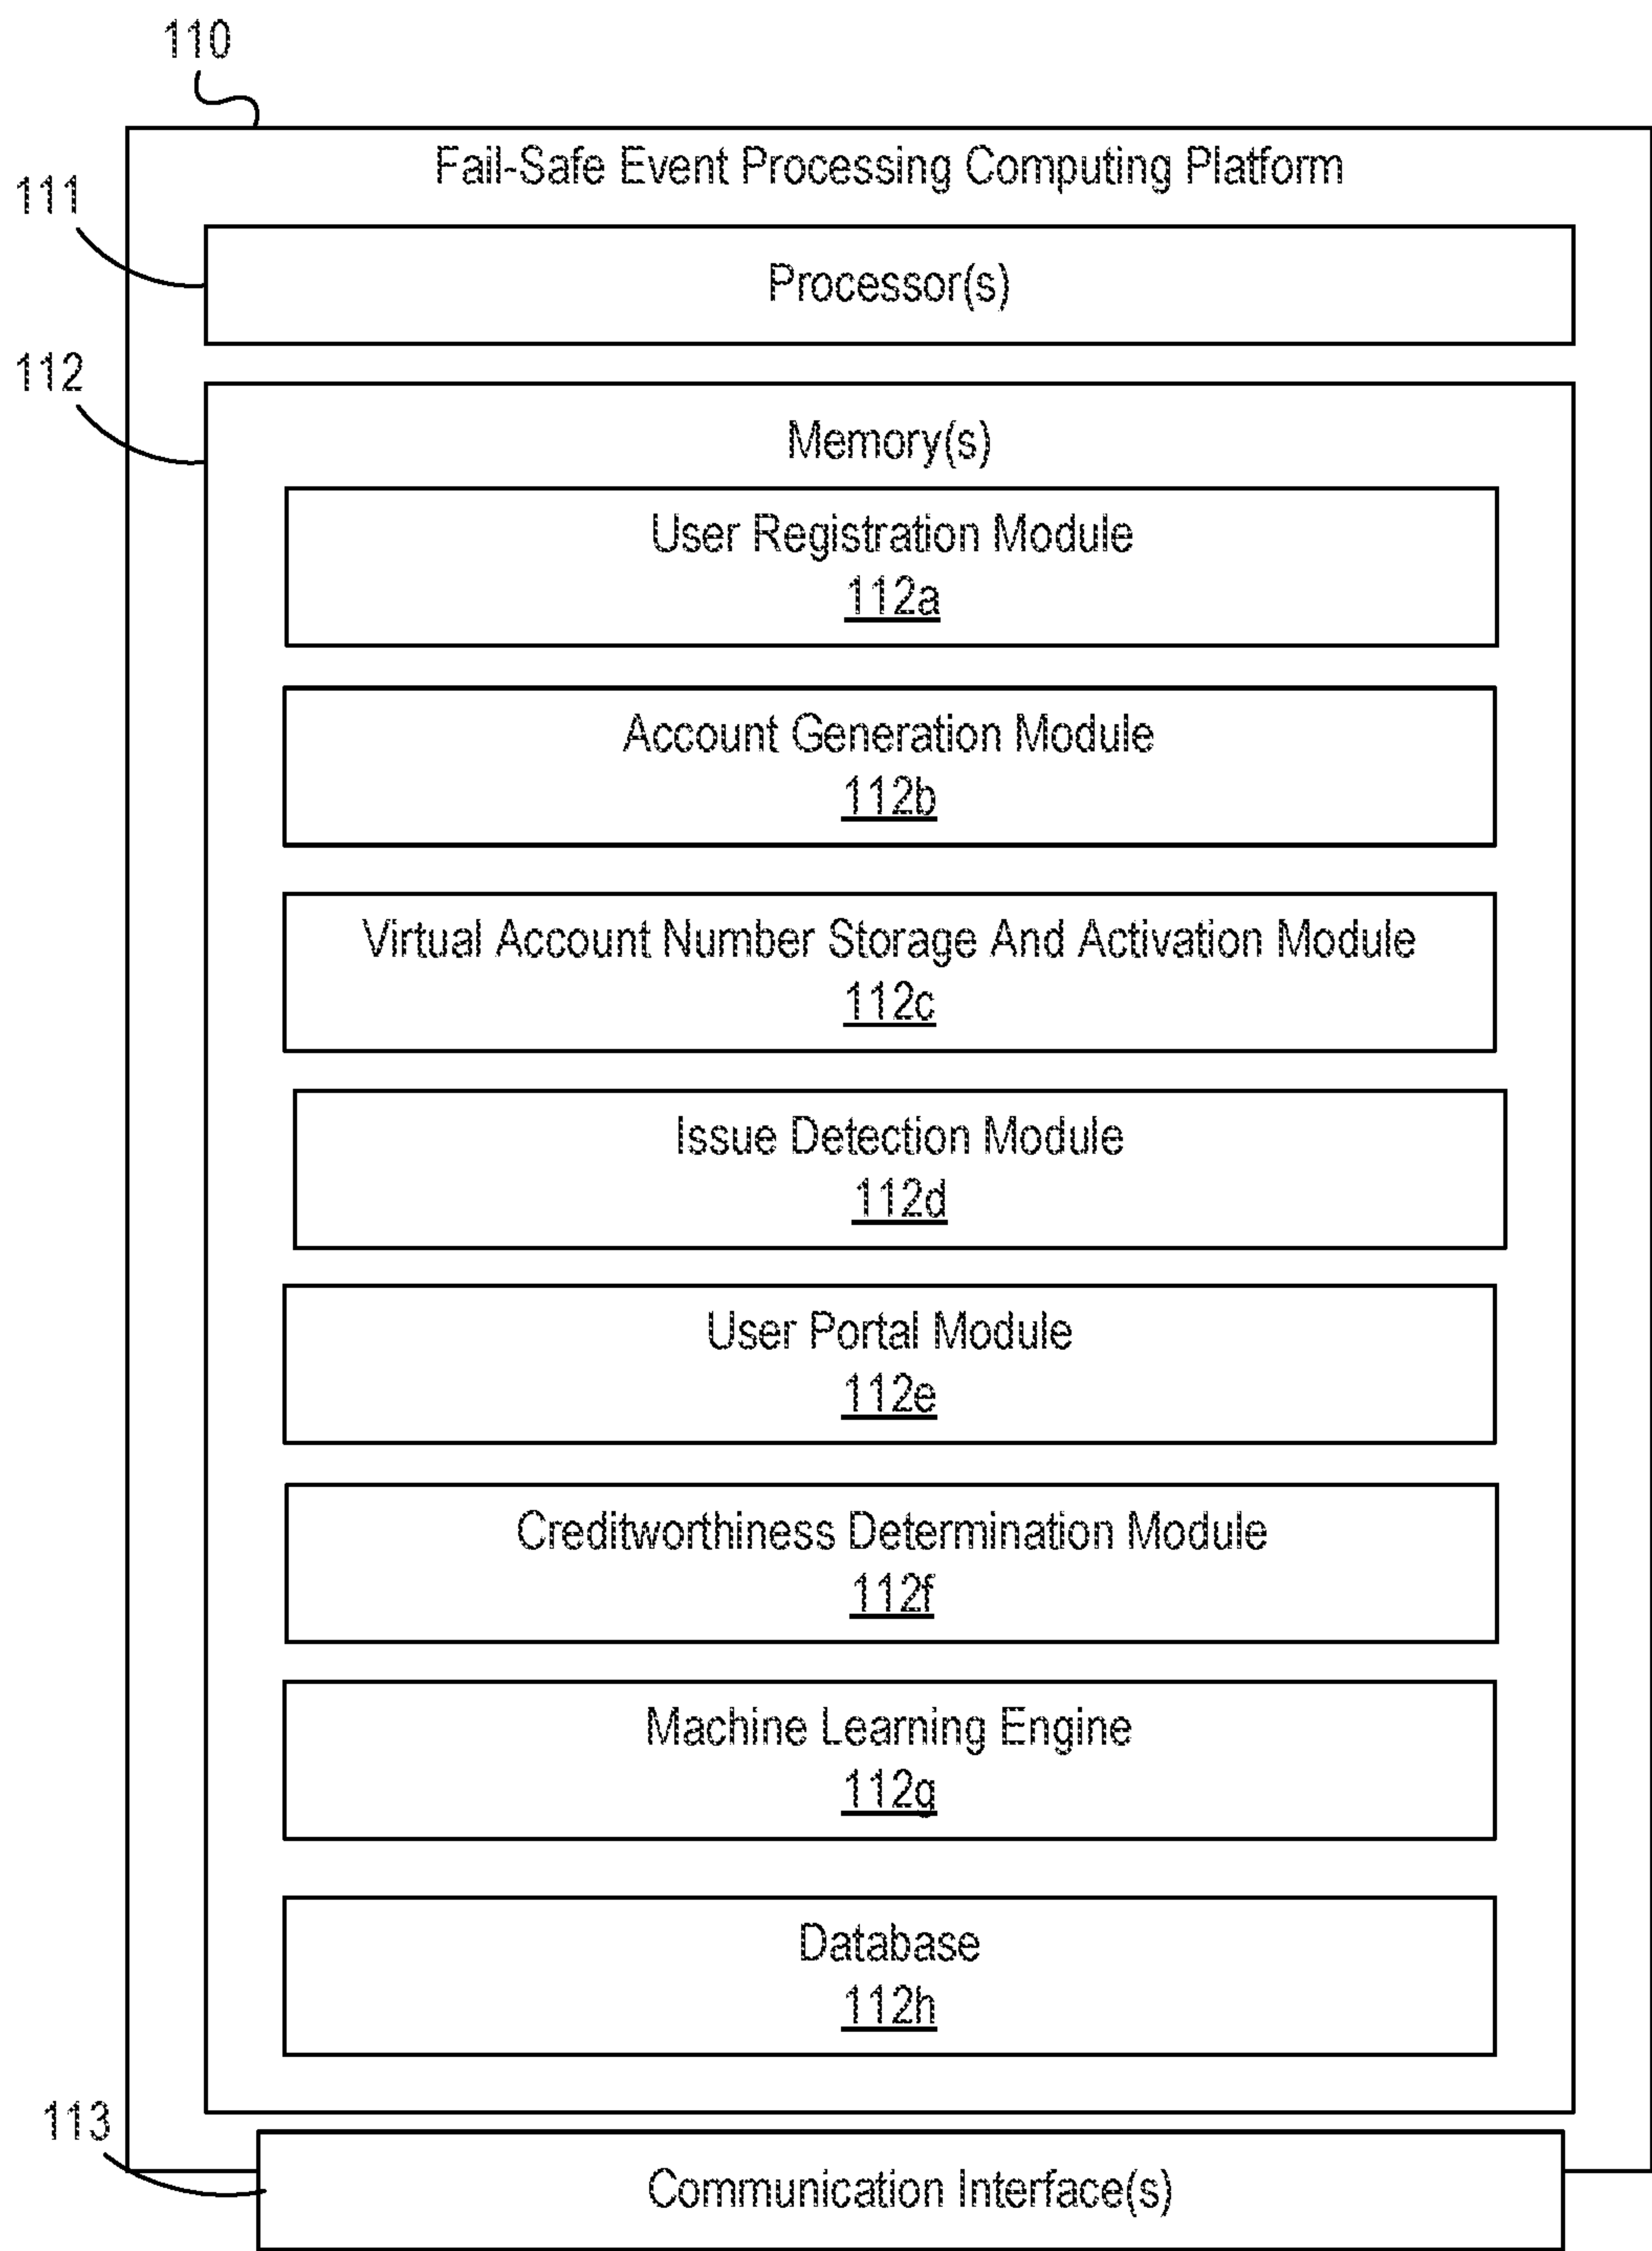 110
Fail-Safe Event Processing Computing Platform
111
Processor(s)
112
Memory(s)
User Registration Module
112a
Account Generation Module
112b
Virtual Account Number Storage And Activation Module
112c
Issue Detection Module
112d
User Portal Module
112e
Creditworthiness Determination Module
112f
Machine Learning Engine
112g
Database
112h
113
Communication Interface(s)